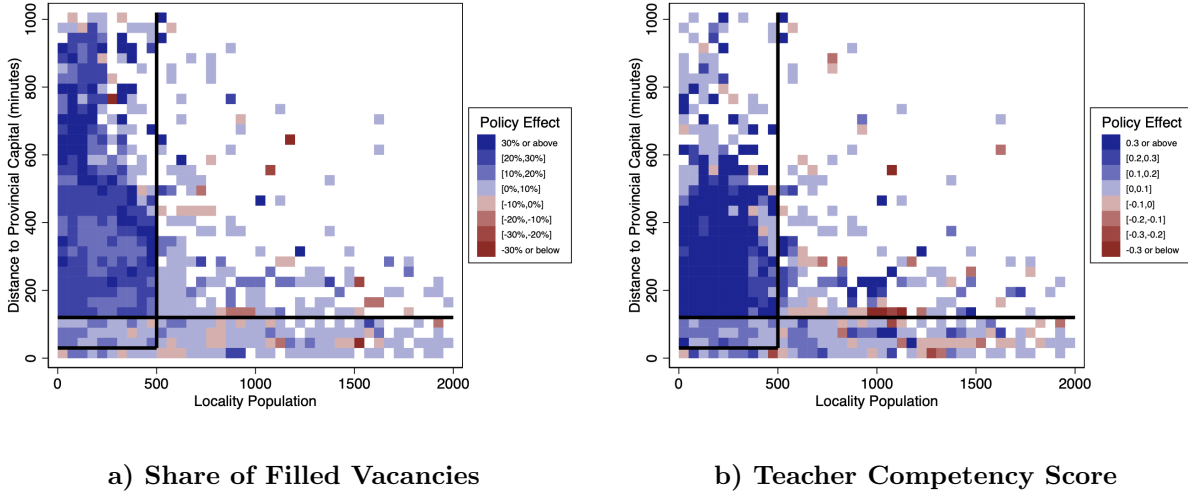 Distance to Provincial Capital (minutes)
1000
800
600
400
200
0
0 500 1000 1500 2000
Locality Population
Policy Effect
30% or above
[20%,30%]
[10%,20%]
[0%,10%]
[-10%,0%]
[-20%,-10%]
[-30%,-20%]
-30% or below
a) Share of Filled Vacancies
Distance to Provincial Capital (minutes)
1000
800
600
400
200
0
0 500 1000 1500 2000
Locality Population
Policy Effect
0.3 or above
[0.2,0.3]
[0.1,0.2]
[0,0.1]
[-0.1,0]
[-0.2,-0.1]
[-0.3,-0.2]
-0.3 or below
b) Teacher Competency Score